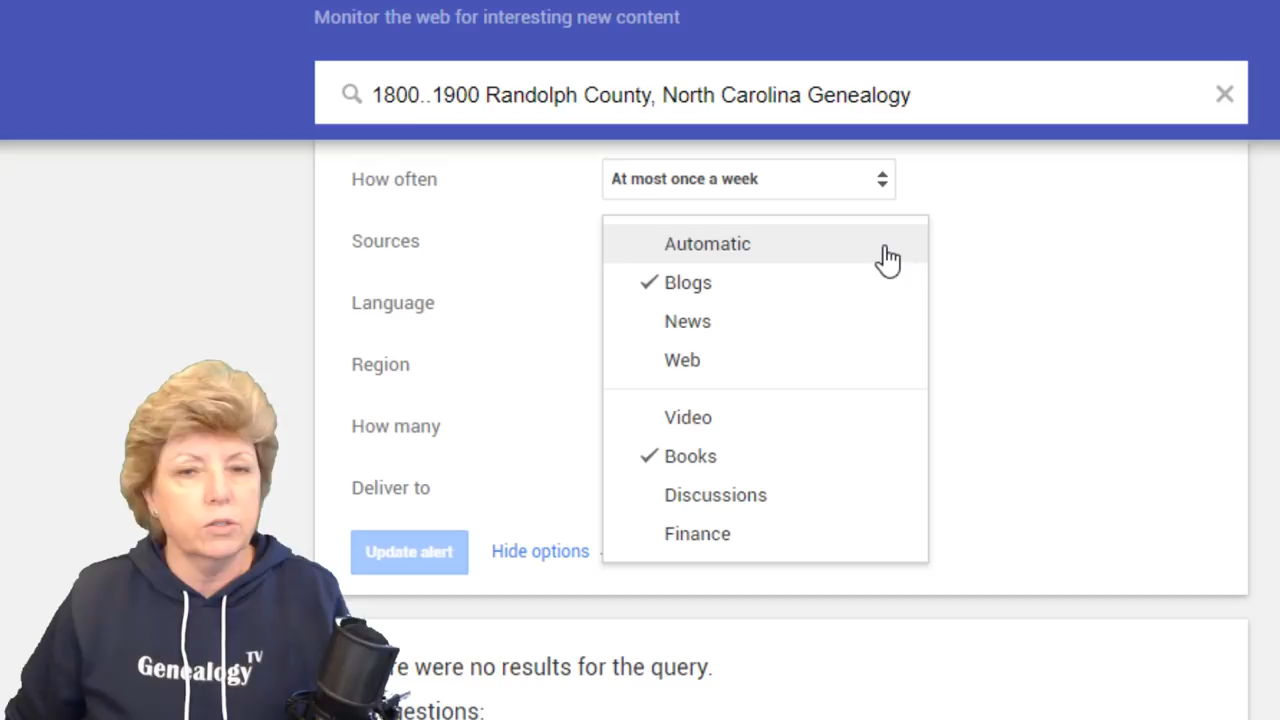 Monitor the web for interesting new content
1800..1900 Randolph County, North Carolina Genealogy
How often
At most once a week
Sources
Automatic
Blogs
News
Web
Video
Books
Discussions
Finance
Language
Region
How many
Deliver to
Update alert
Hide options
were no results for the query.
Genealogy TV